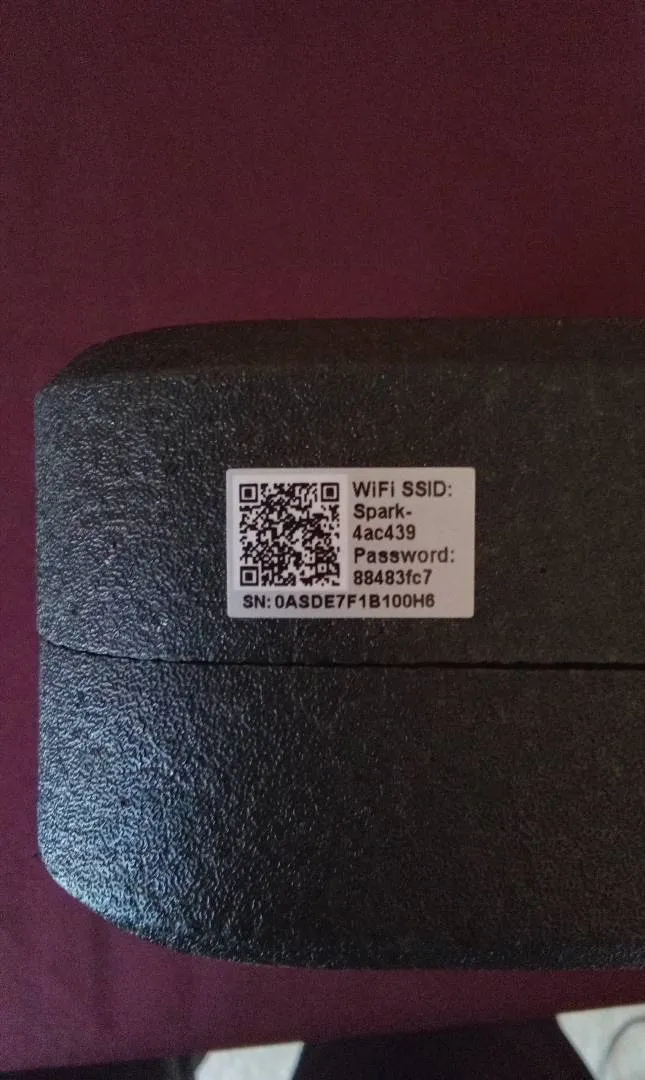 WiFi SSID:
Spark-
4ac439
Password:
88483fc7
SN: 0ASDE7F1B100H6